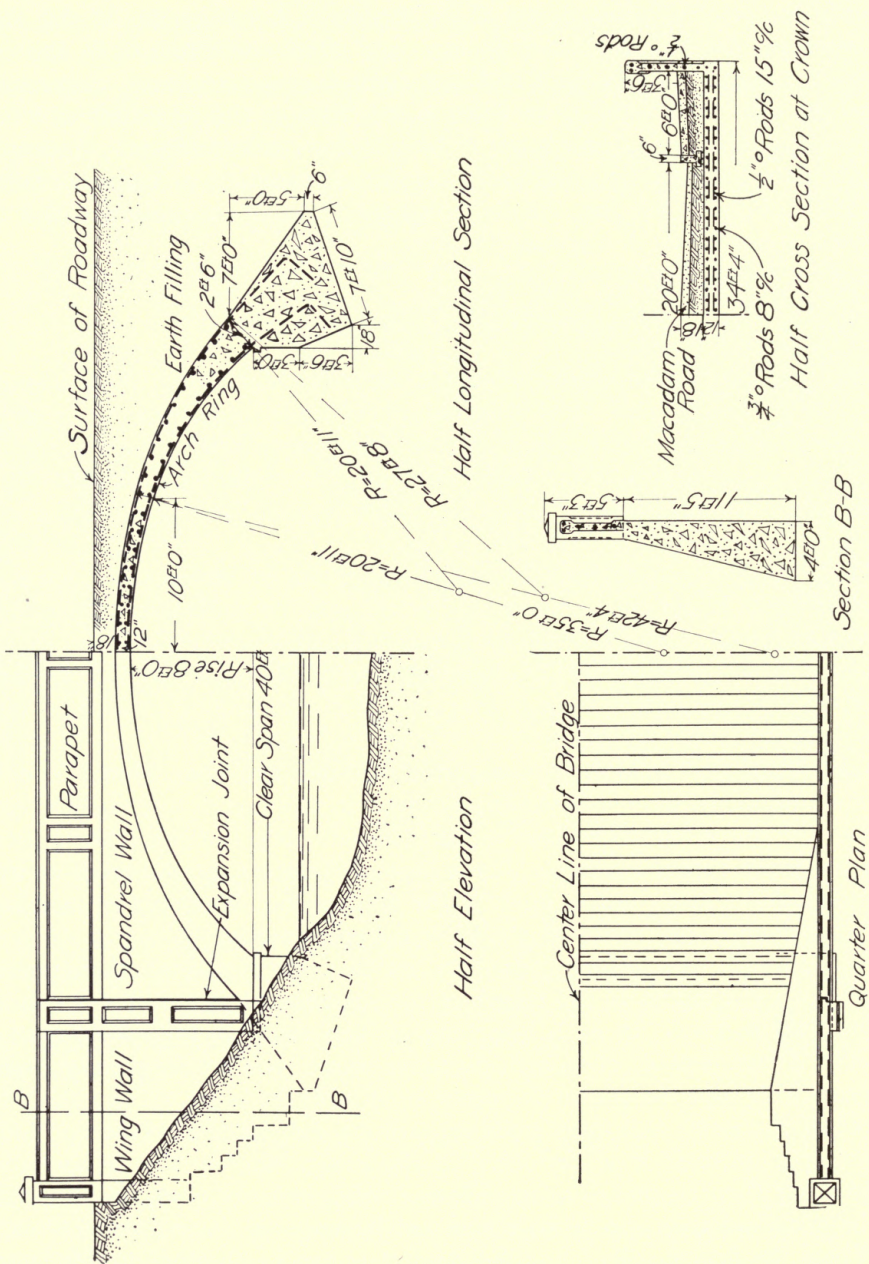 Surface of Roadway
Parapet
Spandrel Wall
Wing Wall
B
B
Expansion Joint
Clear Span 40'
Rise 8'0"
18"
12"
10'0"
Earth Filling
Arch Ring
2'6"
7'0"
5'0"
6"
3'0"
3'6"
18"
7'10"
R=20'11"
R=27'8"
R=20'11"
R=35'0"
R=42'4"
Half Elevation
Half Longitudinal Section
Center Line of Bridge
Quarter Plan
5'3"
11'5"
4'0"
Section B-B
Macadam
Road
20'0"
6"
6'0"
3'6
½"° Rods
18"
12"
34'4"
¾"° Rods 8" c/c
½"° Rods 15" c/c
Half Cross Section at Crown